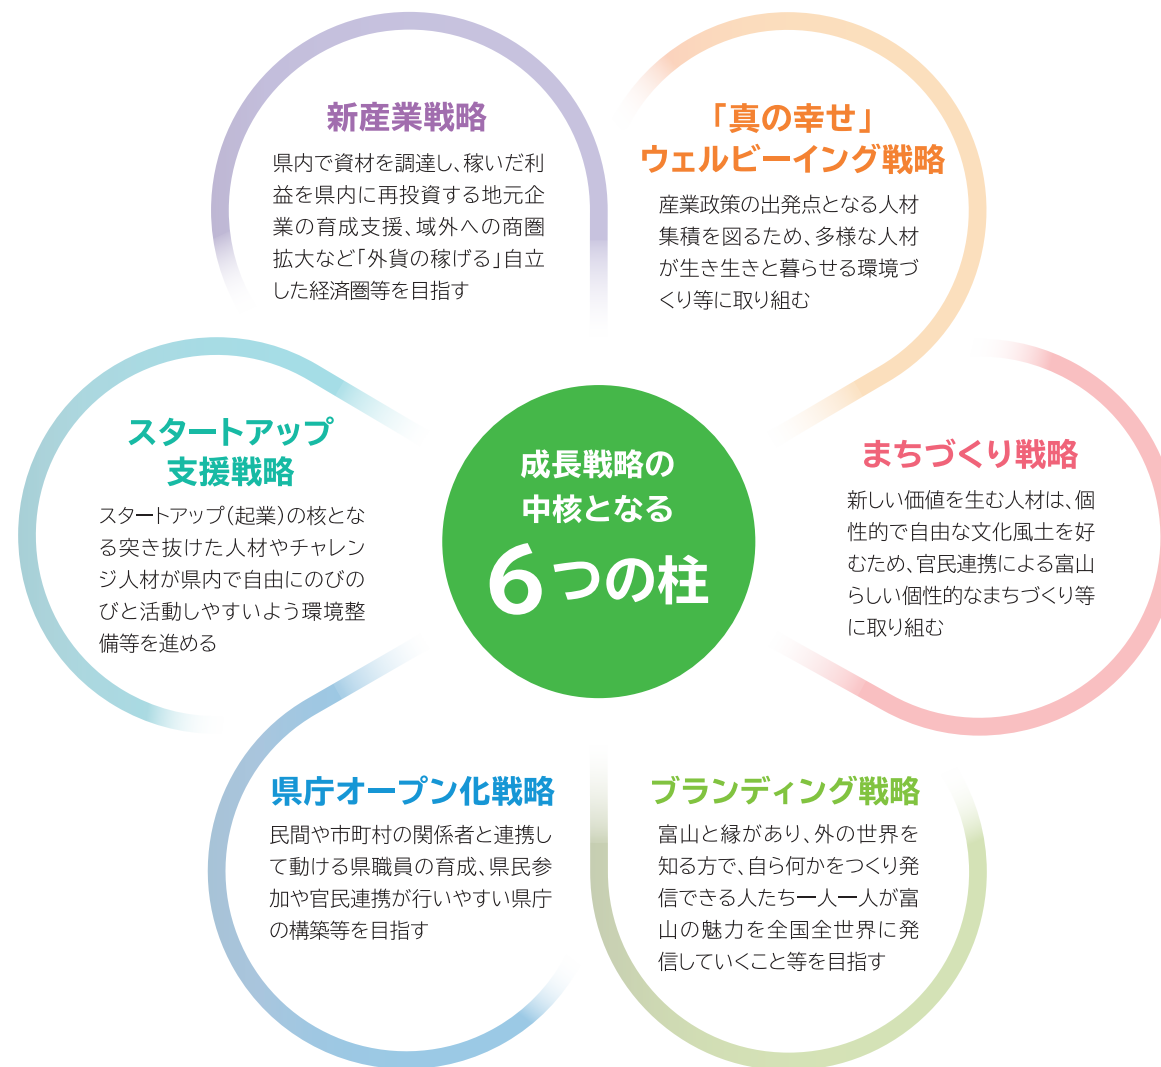 新産業戦略
県内で資材を調達し、稼いだ利
益を県内に再投資する地元企
業の育成支援、域外への商圏
拡大など「外貨の稼げる」自立
した経済圏等を目指す
「真の幸せ」
ウェルビーイング戦略
産業政策の出発点となる人材
集積を図るため、多様な人材
が生き生きと暮らせる環境づ
くり等に取り組む
スタートアップ
支援戦略
スタートアップ(起業)の核とな
る突き抜けた人材やチャレン
ジ人材が県内で自由にのびの
びと活動しやすいよう環境整
備等を進める
成長戦略の
中核となる
6つの柱
まちづくり戦略
新しい価値を生む人材は、個
性的で自由な文化風土を好
むため、官民連携による富山
らしい個性的なまちづくり等
に取り組む
県庁オープン化戦略
民間や市町村の関係者と連携し
て動ける県職員の育成、県民参
加や官民連携が行いやすい県庁
の構築等を目指す
ブランディング戦略
富山と縁があり、外の世界を
知る方で、自ら何かをつくり発
信できる人たち一人一人が富
山の魅力を全国全世界に発
信していくこと等を目指す